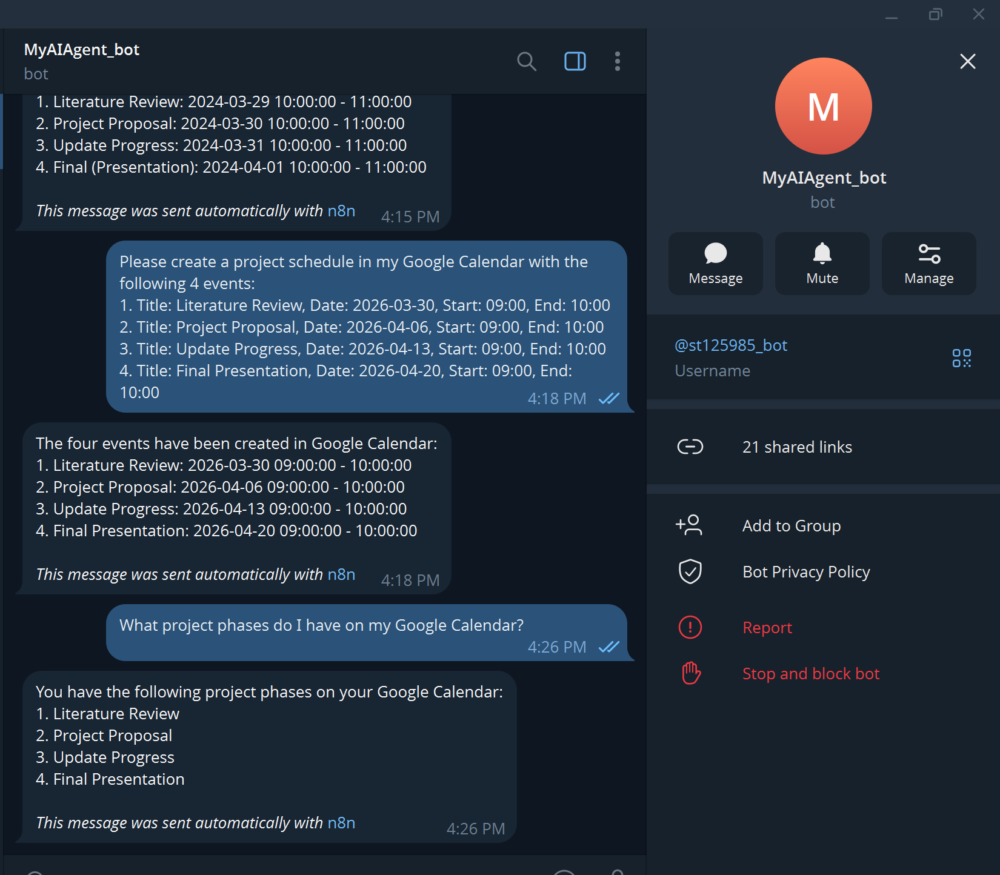 MyAIAgent_bot
bot
1. Literature Review: 2024-03-29 10:00:00 - 11:00:00
2. Project Proposal: 2024-03-30 10:00:00 - 11:00:00
3. Update Progress: 2024-03-31 10:00:00 - 11:00:00
4. Final (Presentation): 2024-04-01 10:00:00 - 11:00:00
This message was sent automatically with n8n
4:15 PM
Please create a project schedule in my Google Calendar with the
following 4 events:
1. Title: Literature Review, Date: 2026-03-30, Start: 09:00, End: 10:00
2. Title: Project Proposal, Date: 2026-04-06, Start: 09:00, End: 10:00
3. Title: Update Progress, Date: 2026-04-13, Start: 09:00, End: 10:00
4. Title: Final Presentation, Date: 2026-04-20, Start: 09:00, End:
10:00
4:18 PM
The four events have been created in Google Calendar:
1. Literature Review: 2026-03-30 09:00:00 - 10:00:00
2. Project Proposal: 2026-04-06 09:00:00 - 10:00:00
3. Update Progress: 2026-04-13 09:00:00 - 10:00:00
4. Final Presentation: 2026-04-20 09:00:00 - 10:00:00
This message was sent automatically with n8n
4:18 PM
What project phases do I have on my Google Calendar?
4:26 PM
You have the following project phases on your Google Calendar:
1. Literature Review
2. Project Proposal
3. Update Progress
4. Final Presentation
This message was sent automatically with n8n
4:26 PM
M
MyAIAgent_bot
bot
Message
Mute
Manage
@st125985_bot
Username
21 shared links
Add to Group
Bot Privacy Policy
Report
Stop and block bot